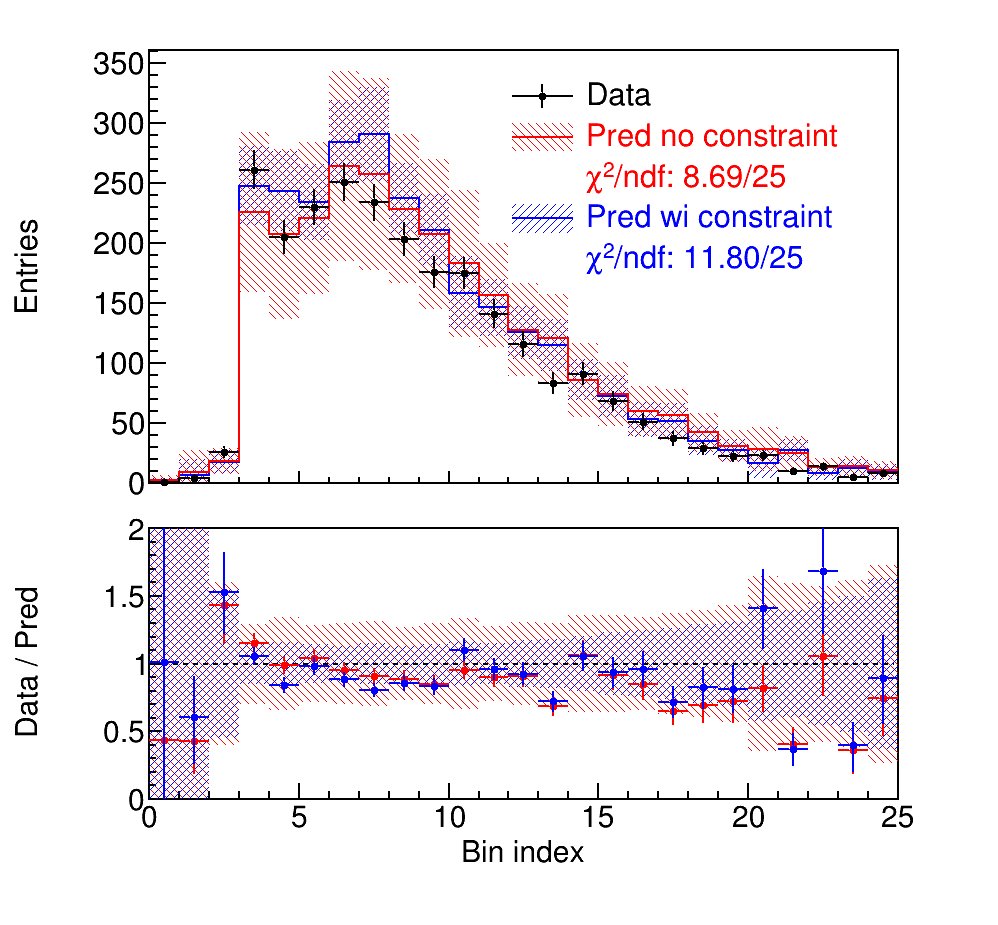 350
300
250
200
150
100
50
0
Entries
Data
Pred no constraint
χ²/ndf: 8.69/25
Pred wi constraint
χ²/ndf: 11.80/25
2
1.5
1
0.5
0
Data / Pred
0 5 10 15 20 25
Bin index